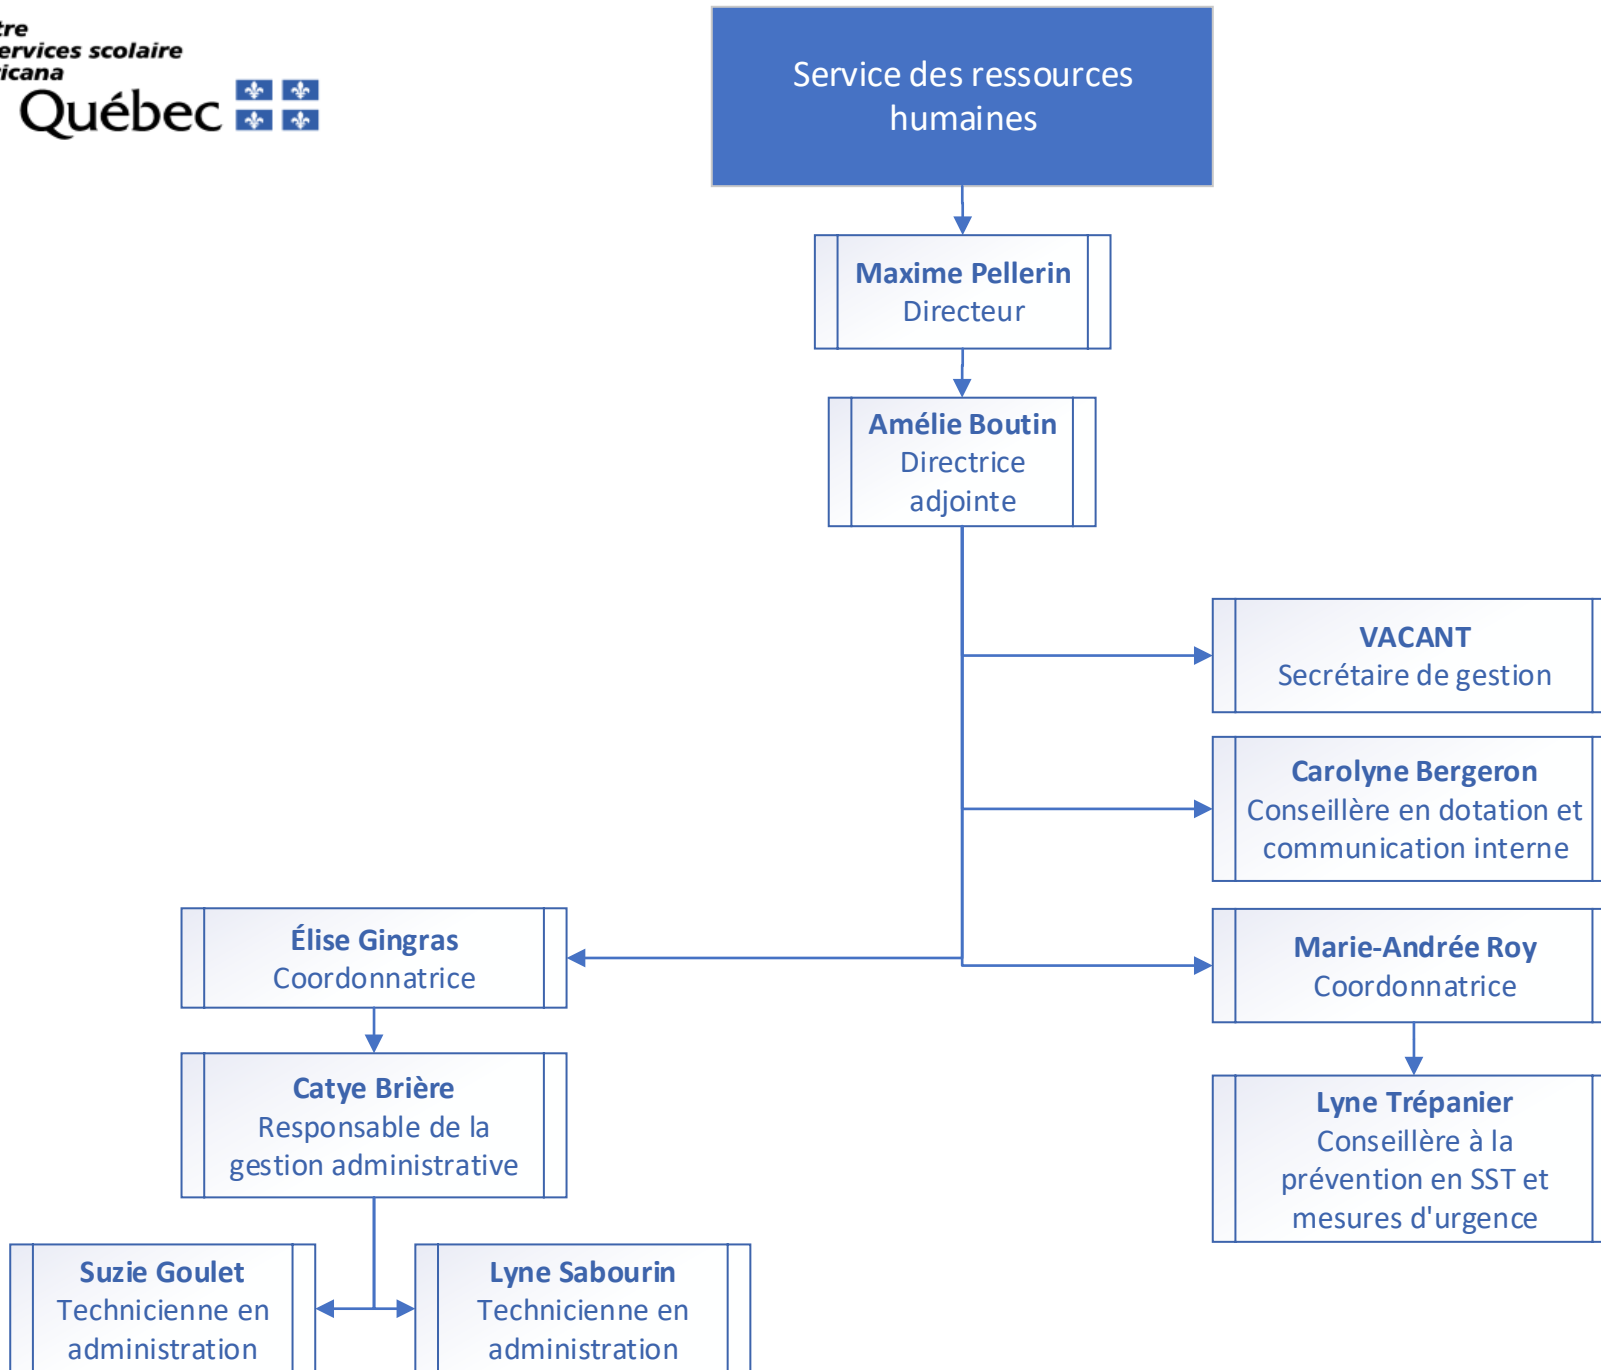 services scolaire
Québec
Service des ressources
humaines
Maxime Pellerin
Directeur
Amélie Boutin
Directrice
adjointe
VACANT
Secrétaire de gestion
Carolyne Bergeron
Conseillère en dotation et
communication interne
Élise Gingras
Coordonnatrice
Marie-Andrée Roy
Coordonnatrice
Catye Brière
Responsable de la
gestion administrative
Lyne Trépanier
Conseillère à la
prévention en SST et
mesures d'urgence
Suzie Goulet
Technicienne en
administration
Lyne Sabourin
Technicienne en
administration